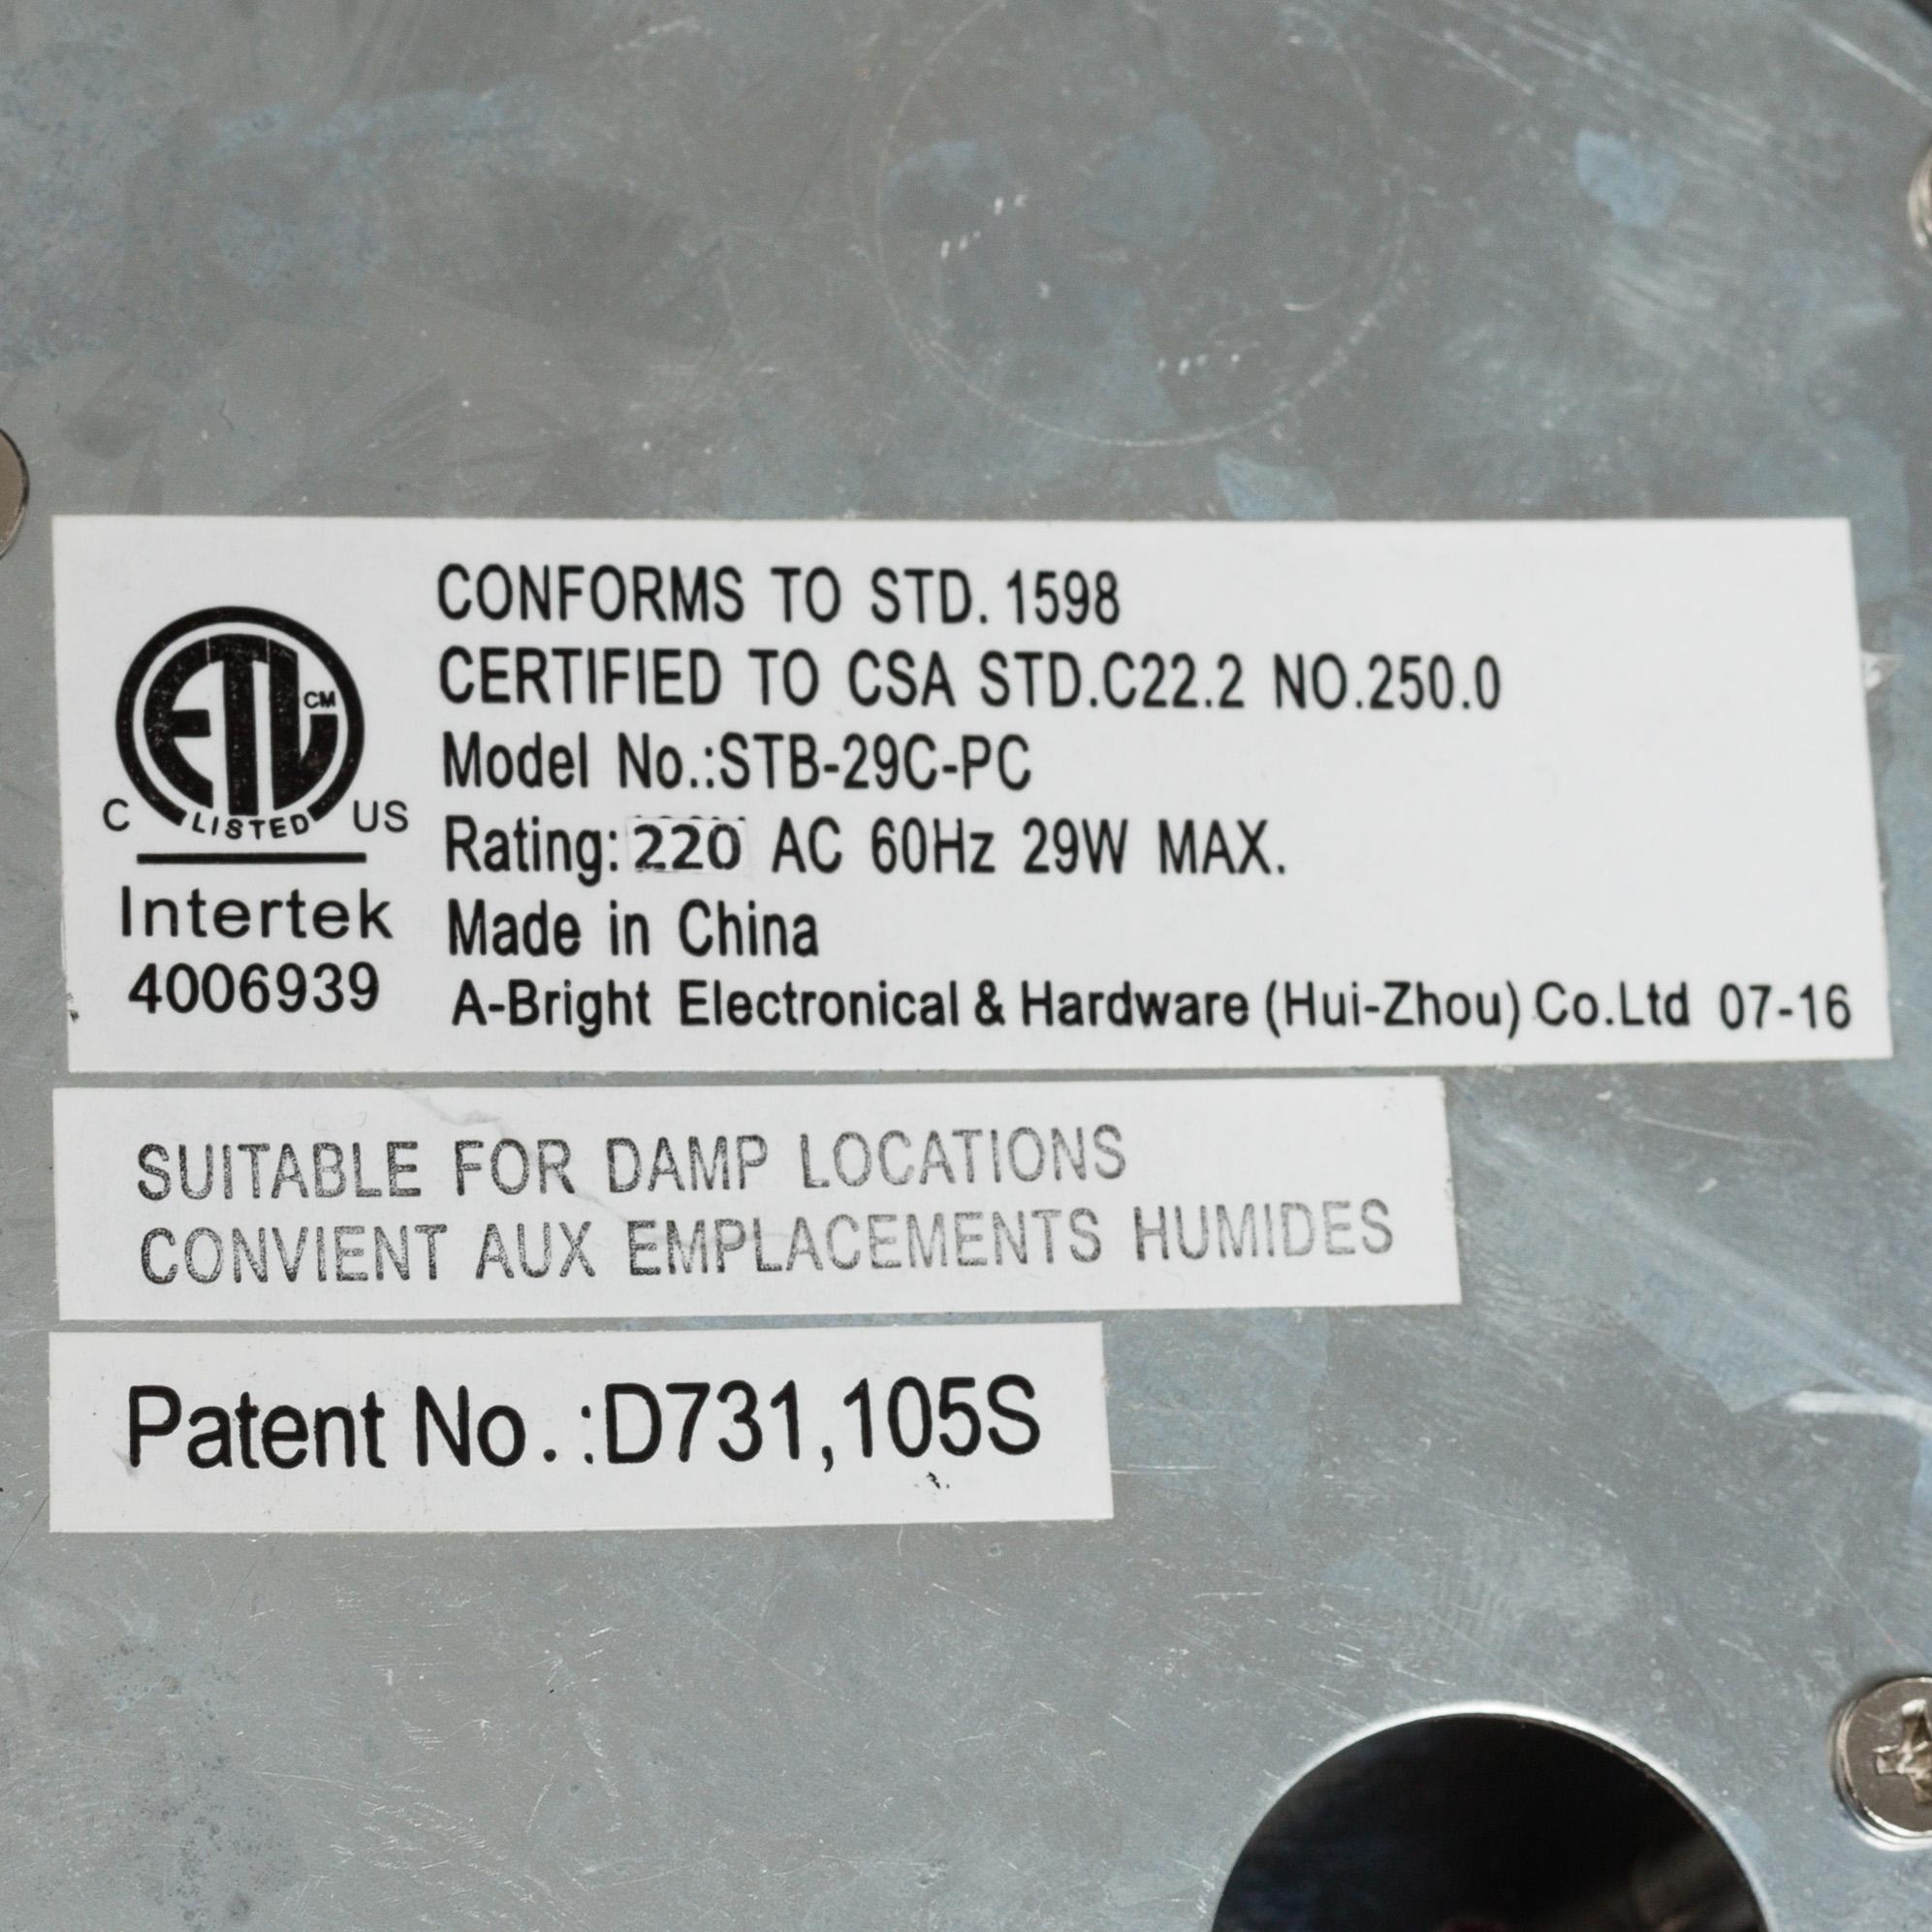 ETL CM
C LISTED US
Intertek
4006939
CONFORMS TO STD. 1598
CERTIFIED TO CSA STD.C22.2 NO.250.0
Model No.:STB-29C-PC
Rating: 220 AC 60Hz 29W MAX.
Made in China
A-Bright Electronical & Hardware (Hui-Zhou) Co.Ltd 07-16
SUITABLE FOR DAMP LOCATIONS
CONVIENT AUX EMPLACEMENTS HUMIDES
Patent No.:D731,105S